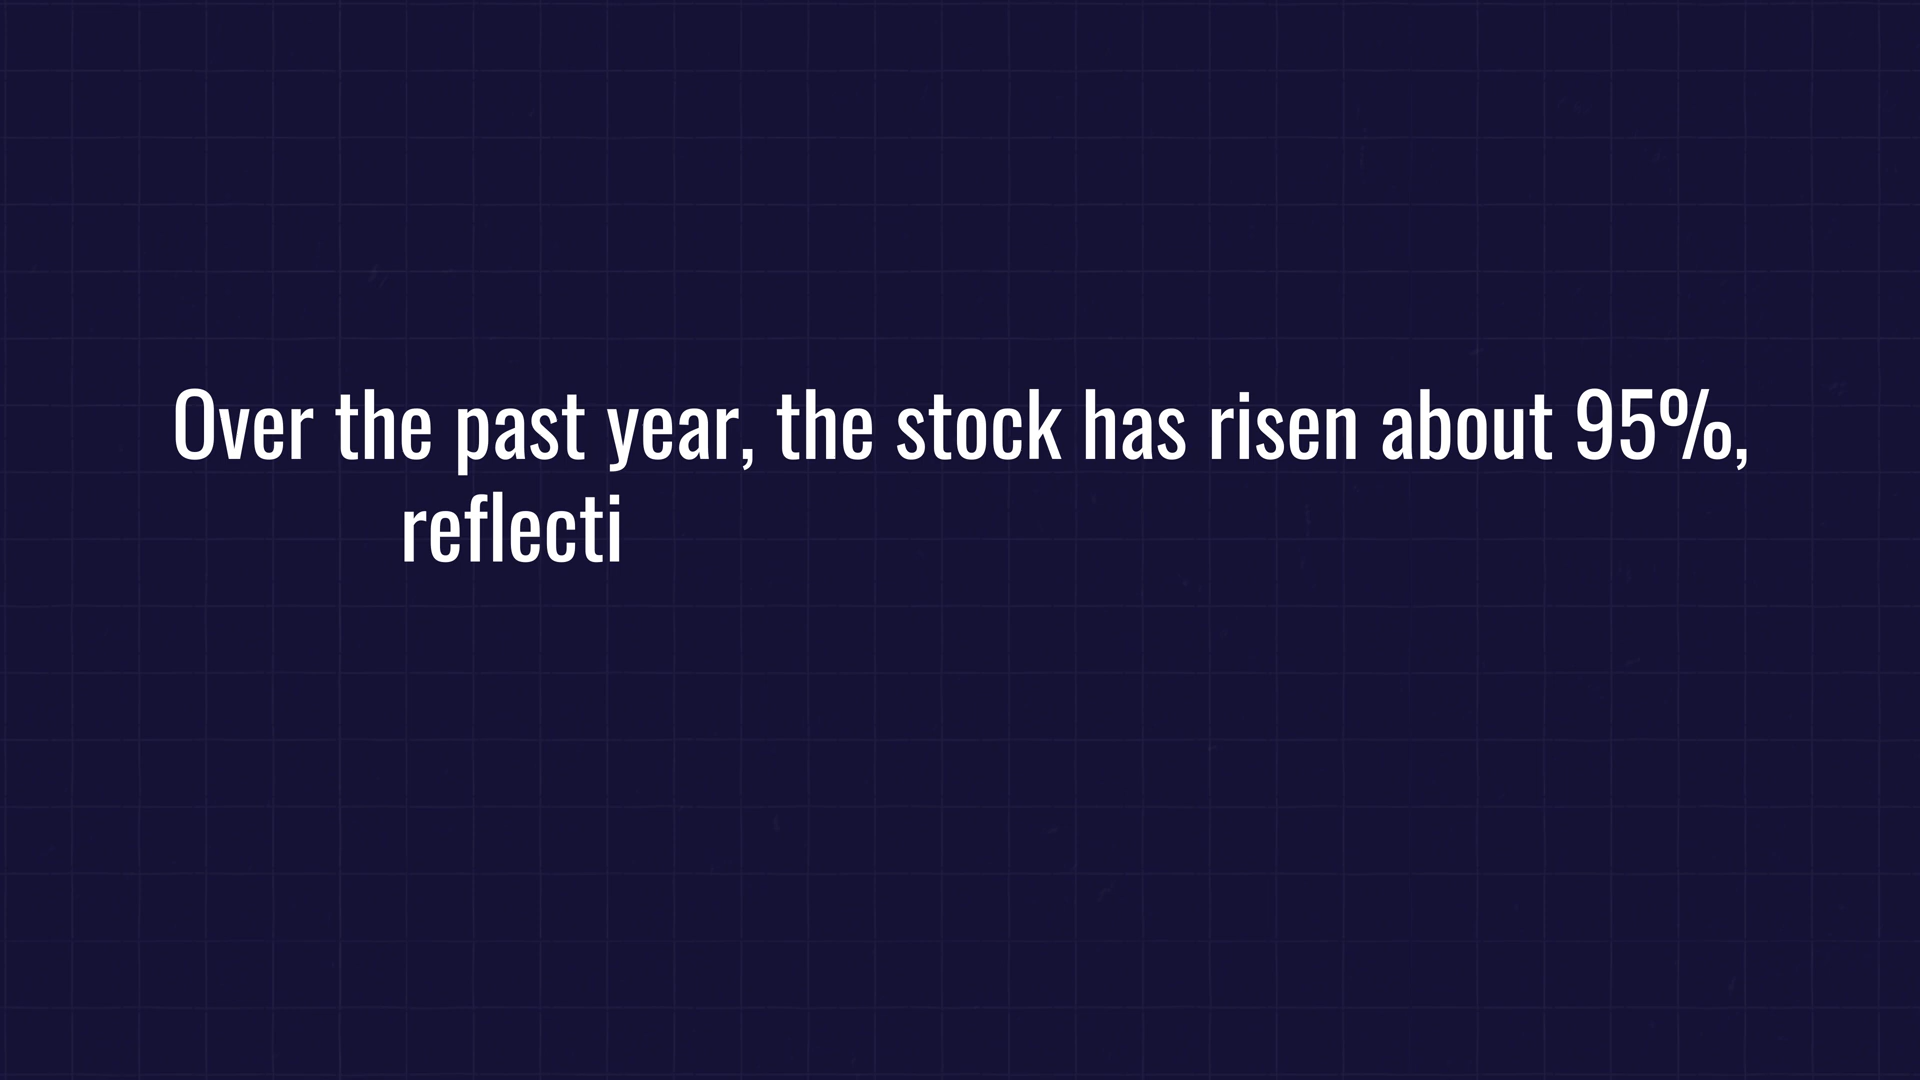 Over the past year, the stock has risen about 95%,
reflecti